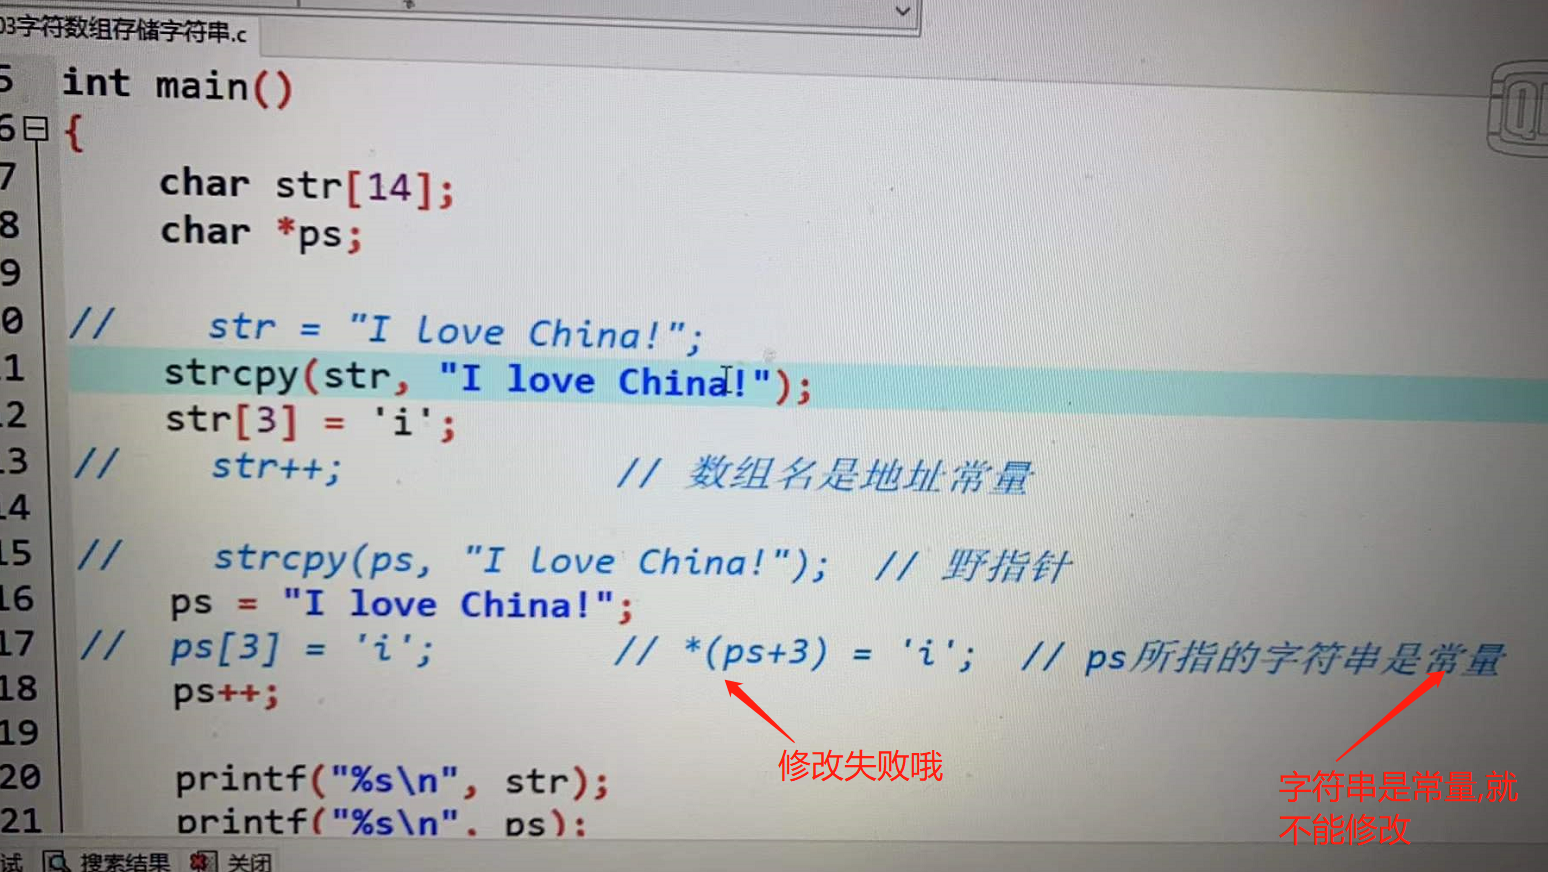 03字符数组存储字符串.c
5 int main()
6 {
7 char str[14];
8 char *ps;
9
0 // str = "I love China!";
.1 strcpy(str, "I love China!");
.2 str[3] = 'i';
.3 // str++; // 数组名是地址常量
.4
15 // strcpy(ps, "I love China!"); // 野指针
16 ps = "I love China!";
17 // ps[3] = 'i'; // *(ps+3) = 'i'; // ps所指的字符串是常量
18 ps++;
19
修改失败哦
字符串是常量,就
不能修改
20 printf("%s\n", str);
21 printf("%s\n", ps);
试 搜索结果 关闭